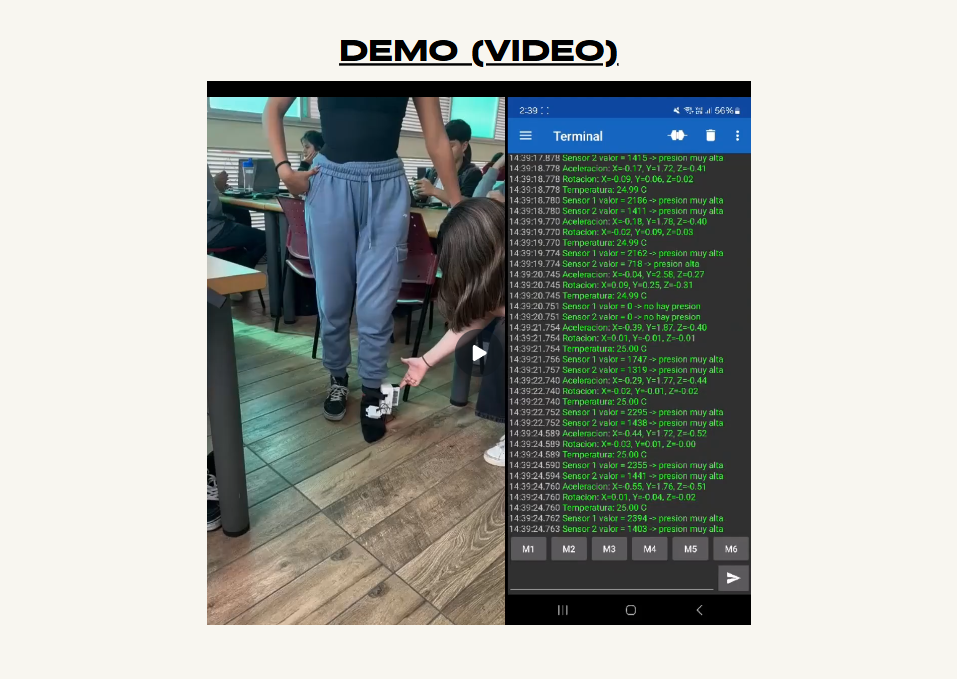 DEMO (VIDEO)
2:39
56%
Terminal
14:39:17.878 Sensor 2 valor = 1415 -> presion muy alta
14:39:18.778 Aceleracion: X=-0.17, Y=1.72, Z=-0.41
14:39:18.778 Rotacion: X=-0.09, Y=0.06, Z=0.02
14:39:18.778 Temperatura: 24.99 C
14:39:18.780 Sensor 1 valor = 2186 -> presion muy alta
14:39:18.780 Sensor 2 valor = 1411 -> presion muy alta
14:39:19.770 Aceleracion: X=-0.18, Y=1.78, Z=-0.40
14:39:19.770 Rotacion: X=-0.02, Y=0.09, Z=0.03
14:39:19.770 Temperatura: 24.99 C
14:39:19.774 Sensor 1 valor = 2162 -> presion muy alta
14:39:19.774 Sensor 2 valor = 718 -> presion alta
14:39:20.745 Aceleracion: X=-0.04, Y=2.58, Z=0.27
14:39:20.745 Rotacion: X=0.09, Y=0.25, Z=-0.31
14:39:20.745 Temperatura: 24.99 C
14:39:20.751 Sensor 1 valor = 0 -> no hay presion
14:39:20.751 Sensor 2 valor = 0 -> no hay presion
14:39:21.754 Aceleracion: X=-0.39, Y=1.87, Z=-0.40
14:39:21.754 Rotacion: X=0.01, Y=-0.01, Z=-0.01
14:39:21.754 Temperatura: 25.00 C
14:39:21.756 Sensor 1 valor = 1747 -> presion muy alta
14:39:21.757 Sensor 2 valor = 1319 -> presion muy alta
14:39:22.740 Aceleracion: X=-0.29, Y=1.77, Z=-0.44
14:39:22.740 Rotacion: X=-0.02, Y=-0.01, Z=-0.02
14:39:22.740 Temperatura: 25.00 C
14:39:22.752 Sensor 1 valor = 2295 -> presion muy alta
14:39:22.752 Sensor 2 valor = 1438 -> presion muy alta
14:39:24.589 Aceleracion: X=-0.44, Y=1.72, Z=-0.52
14:39:24.589 Rotacion: X=-0.03, Y=0.01, Z=-0.00
14:39:24.589 Temperatura: 25.00 C
14:39:24.590 Sensor 1 valor = 2355 -> presion muy alta
14:39:24.594 Sensor 2 valor = 1441 -> presion muy alta
14:39:24.760 Aceleracion: X=-0.55, Y=1.76, Z=-0.51
14:39:24.760 Rotacion: X=0.01, Y=-0.04, Z=-0.02
14:39:24.760 Temperatura: 25.00 C
14:39:24.762 Sensor 1 valor = 2394 -> presion muy alta
14:39:24.763 Sensor 2 valor = 1403 -> presion muy alta
M1 M2 M3 M4 M5 M6